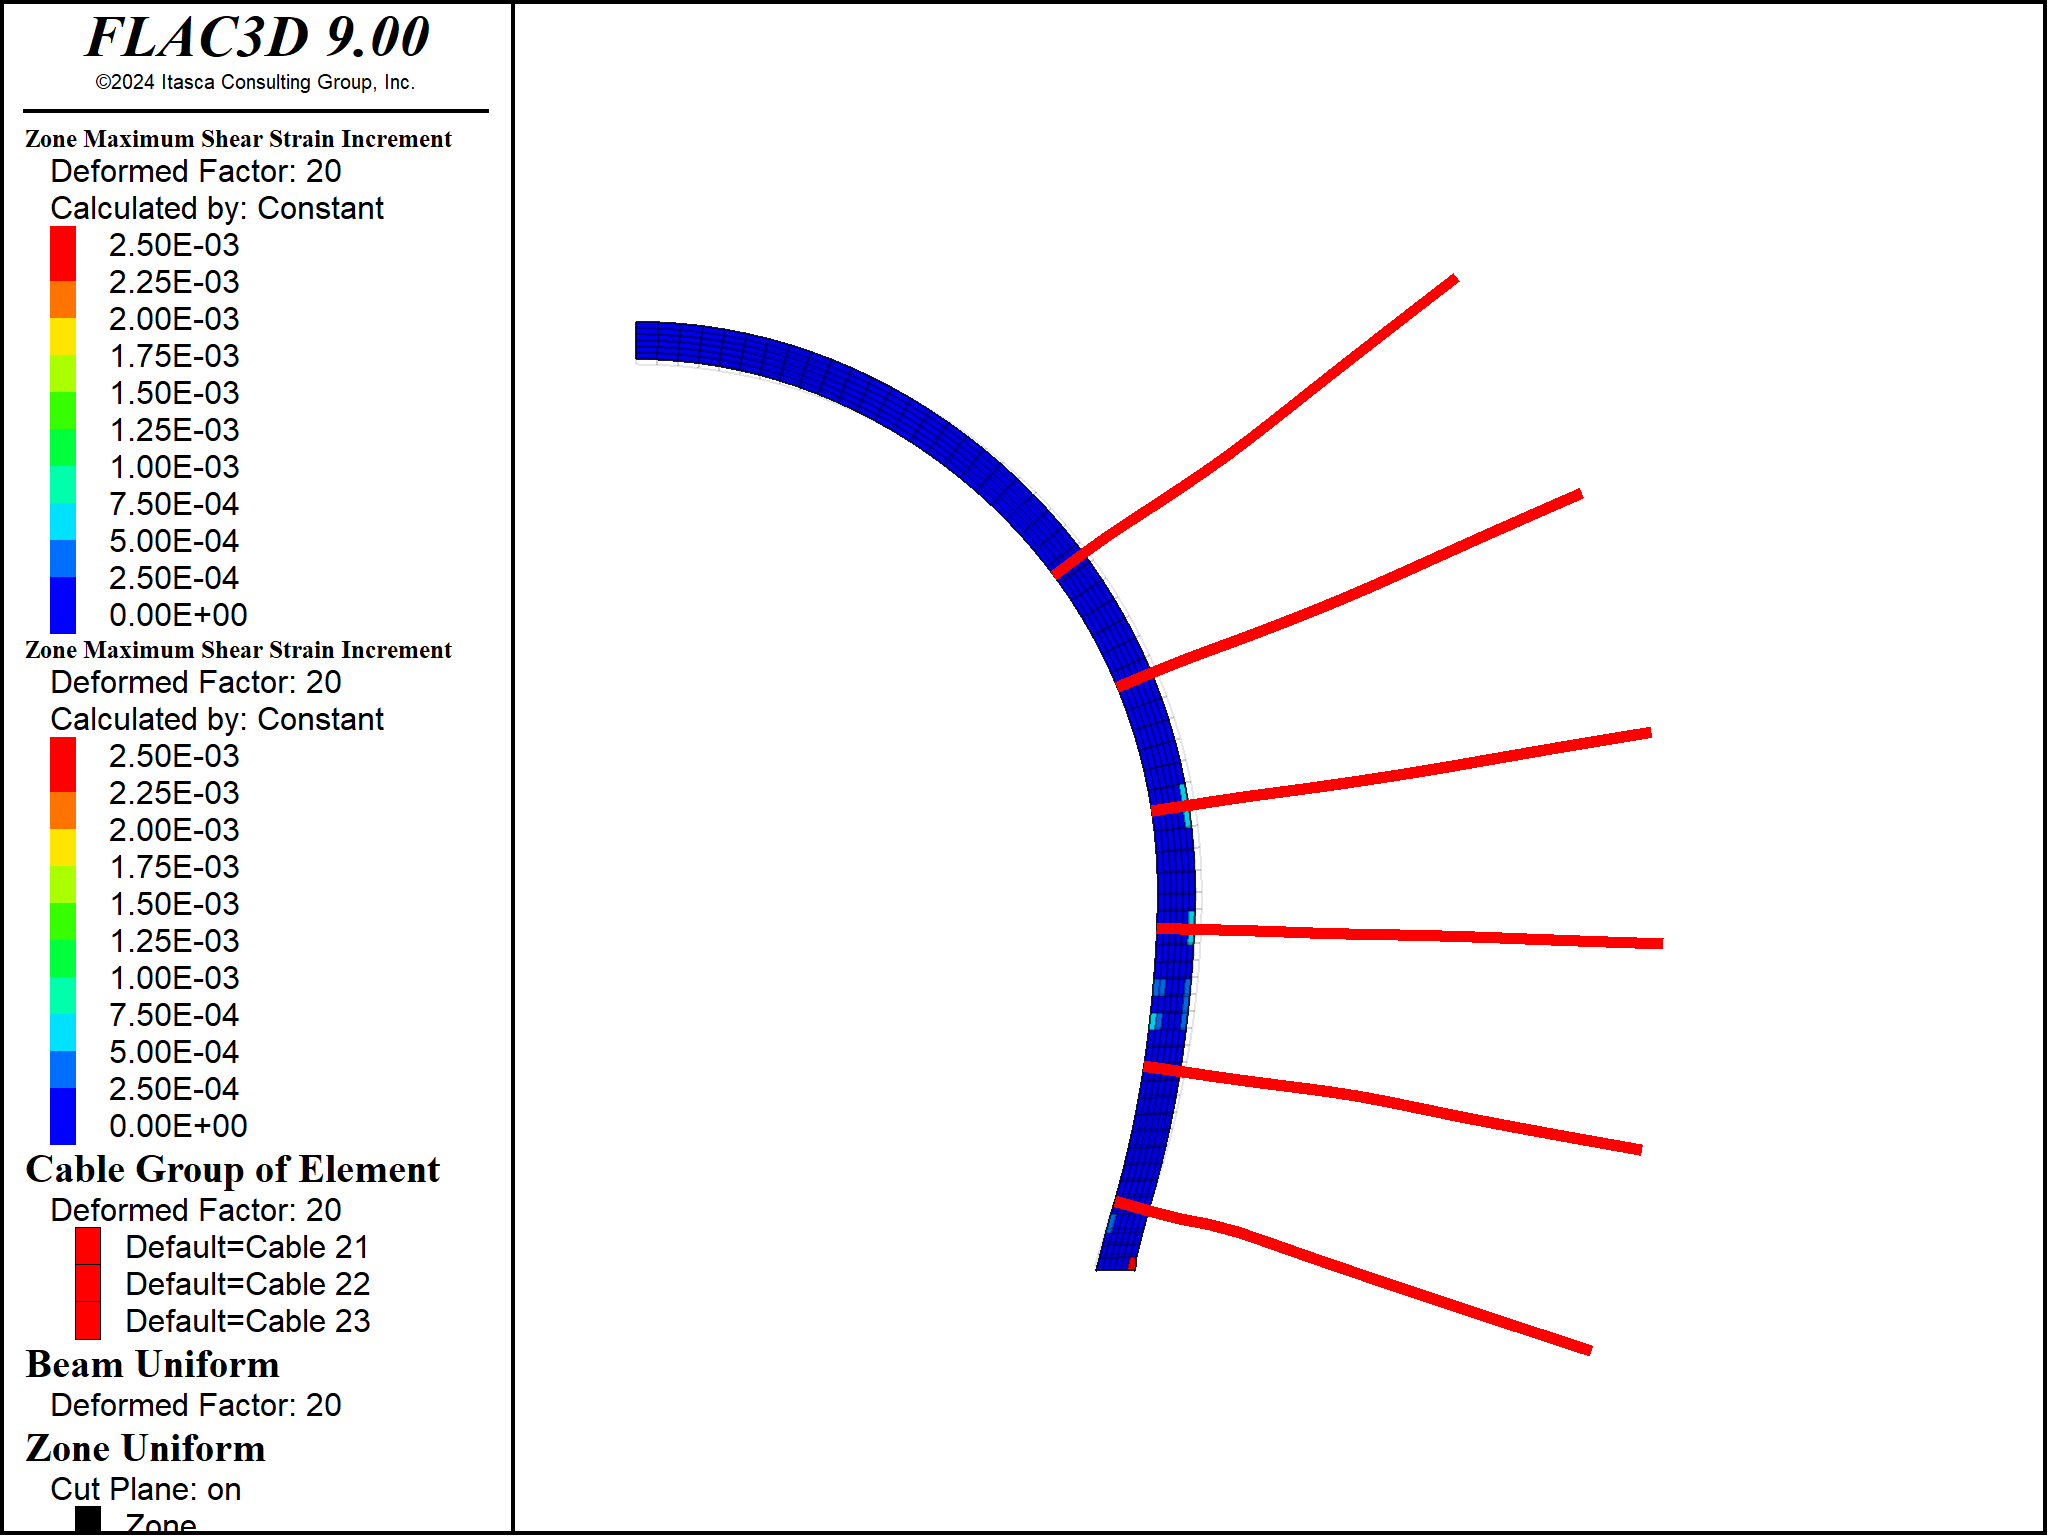 FLAC3D 9.00
©2024 Itasca Consulting Group, Inc.
Zone Maximum Shear Strain Increment
Deformed Factor: 20
Calculated by: Constant
2.50E-03
2.25E-03
2.00E-03
1.75E-03
1.50E-03
1.25E-03
1.00E-03
7.50E-04
5.00E-04
2.50E-04
0.00E+00
Zone Maximum Shear Strain Increment
Deformed Factor: 20
Calculated by: Constant
2.50E-03
2.25E-03
2.00E-03
1.75E-03
1.50E-03
1.25E-03
1.00E-03
7.50E-04
5.00E-04
2.50E-04
0.00E+00
Cable Group of Element
Deformed Factor: 20
Default=Cable 21
Default=Cable 22
Default=Cable 23
Beam Uniform
Deformed Factor: 20
Zone Uniform
Cut Plane: on
Zone